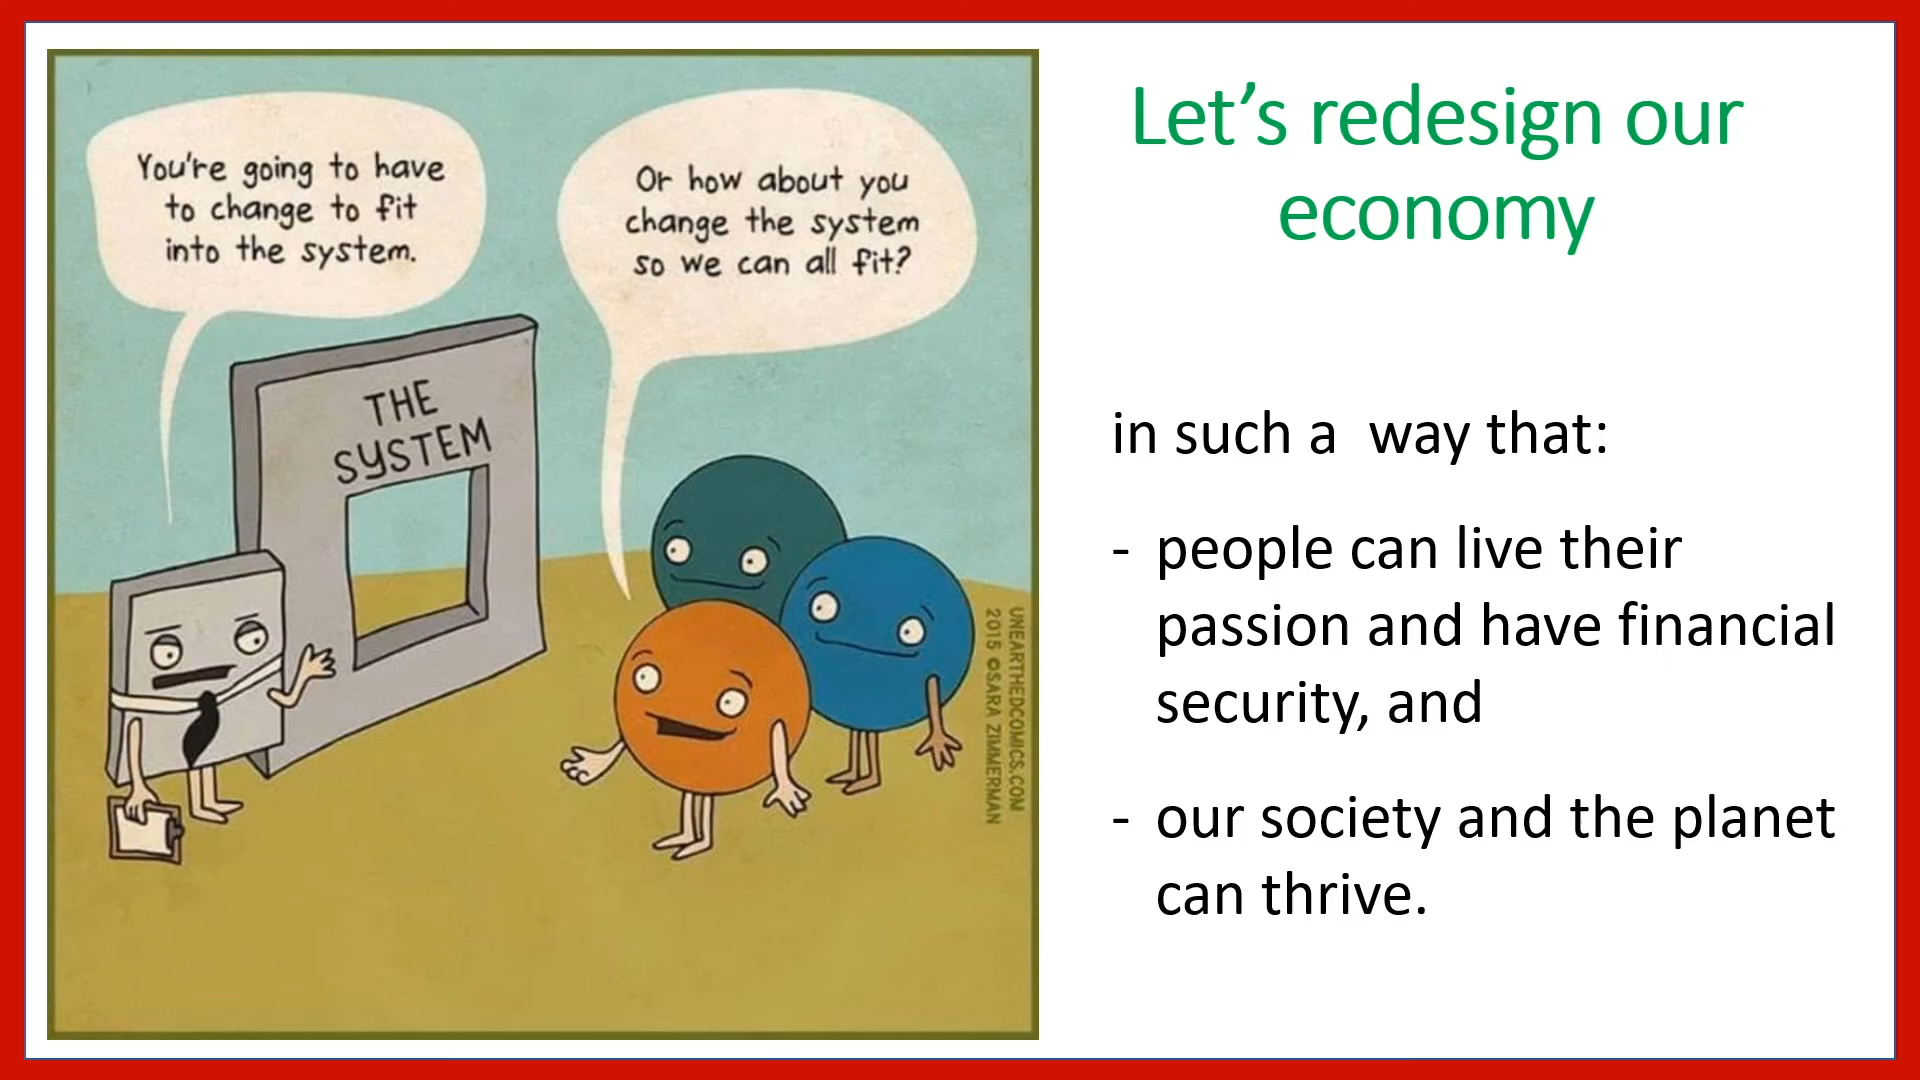 You're going to have
to change to fit
into the system.
Or how about you
change the system
so we can all fit?
THE
SYSTEM
UNEARTHEDCOMICS.COM
2015 ©SARA ZIMMERMAN
Let’s redesign our
economy
in such a  way that:
- people can live their
passion and have financial
security, and
- our society and the planet
can thrive.